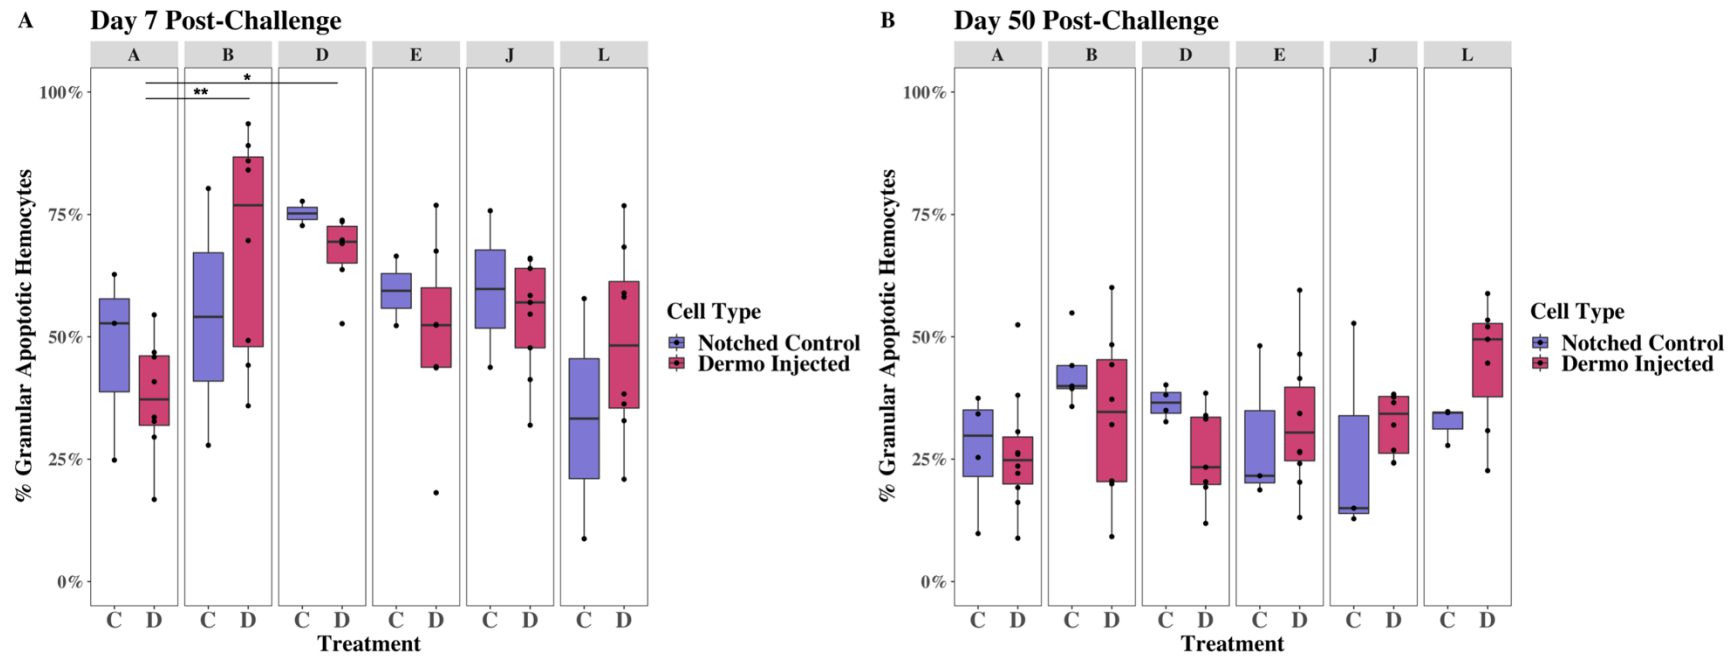 A Day 7 Post-Challenge
A B D E J L
* 
**
100%
75%
50%
25%
0%
% Granular Apoptotic Hemocytes
C D C D C D C D C D C D
Treatment
Cell Type
Notched Control
Dermo Injected
B Day 50 Post-Challenge
A B D E J L
100%
75%
50%
25%
0%
% Granular Apoptotic Hemocytes
C D C D C D C D C D C D
Treatment
Cell Type
Notched Control
Dermo Injected